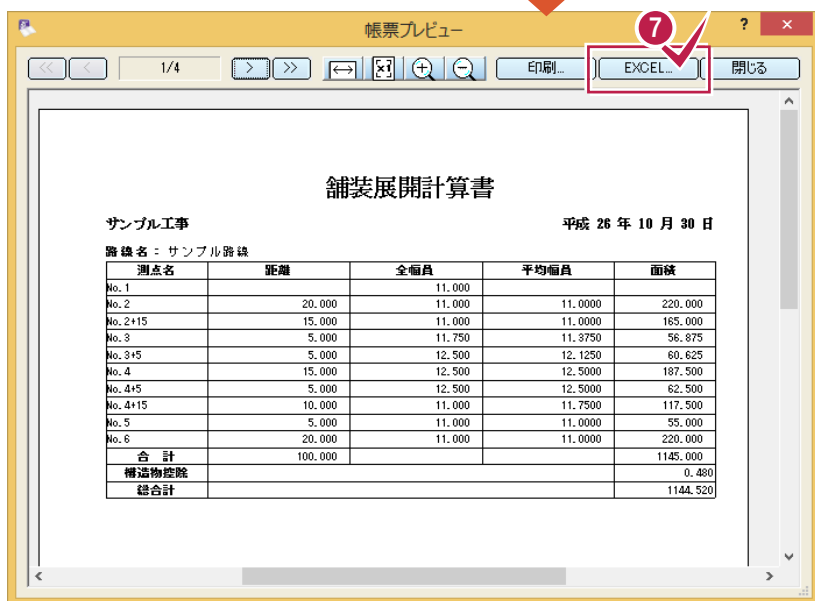 帳票プレビュー ? ×
7
<< < 1/4 > >> ×1 印刷... EXCEL... 閉じる
舗装展開計算書
サンプル工事 平成 26 年 10 月 30 日
路線名：サンプル路線
測点名 距離 全幅員 平均幅員 面積
No.1 11.000
No.2 20.000 11.000 11.0000 220.000
No.2+15 15.000 11.000 11.0000 165.000
No.3 5.000 11.750 11.3750 56.875
No.3+5 5.000 12.500 12.1250 60.625
No.4 15.000 12.500 12.5000 187.500
No.4+5 5.000 12.500 12.5000 62.500
No.4+15 10.000 11.000 11.7500 117.500
No.5 5.000 11.000 11.0000 55.000
No.6 20.000 11.000 11.0000 220.000
合 計 100.000 1145.000
構造物控除 0.480
総合計 1144.520